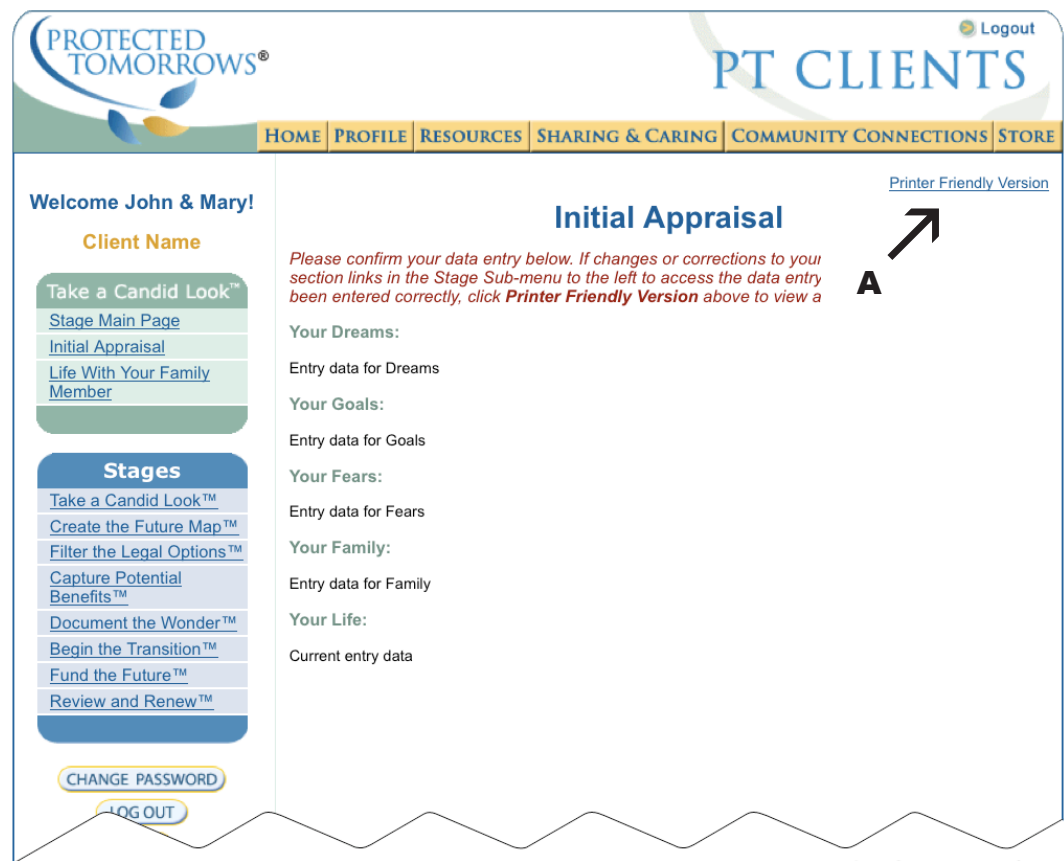 PROTECTED
TOMORROWS®
Logout
PT CLIENTS
HOME PROFILE RESOURCES SHARING & CARING COMMUNITY CONNECTIONS STORE
Printer Friendly Version
A
Welcome John & Mary!
Client Name
Take a Candid Look™
Stage Main Page
Initial Appraisal
Life With Your Family
Member
Stages
Take a Candid Look™
Create the Future Map™
Filter the Legal Options™
Capture Potential
Benefits™
Document the Wonder™
Begin the Transition™
Fund the Future™
Review and Renew™
CHANGE PASSWORD
LOG OUT
Initial Appraisal
Please confirm your data entry below. If changes or corrections to your
section links in the Stage Sub-menu to the left to access the data entry
been entered correctly, click Printer Friendly Version above to view a
Your Dreams:
Entry data for Dreams
Your Goals:
Entry data for Goals
Your Fears:
Entry data for Fears
Your Family:
Entry data for Family
Your Life:
Current entry data